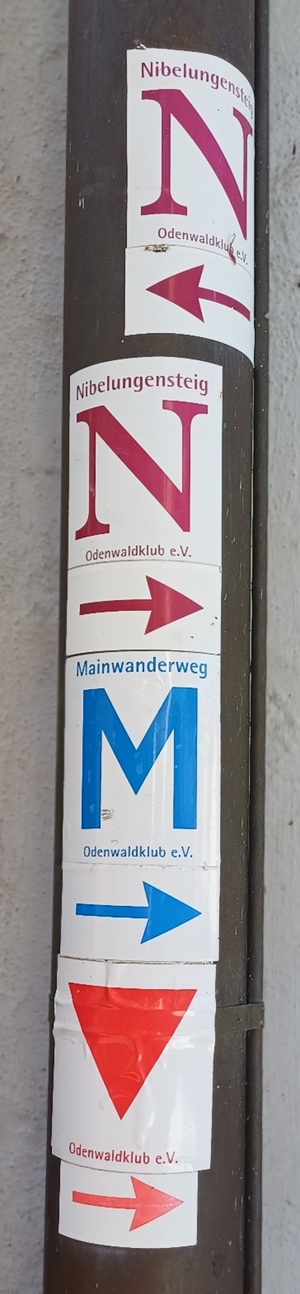 Nibelungensteig
N
Odenwaldklub e.V.
Nibelungensteig
N
Odenwaldklub e.V.
Mainwanderweg
M
Odenwaldklub e.V.
Odenwaldklub e.V.